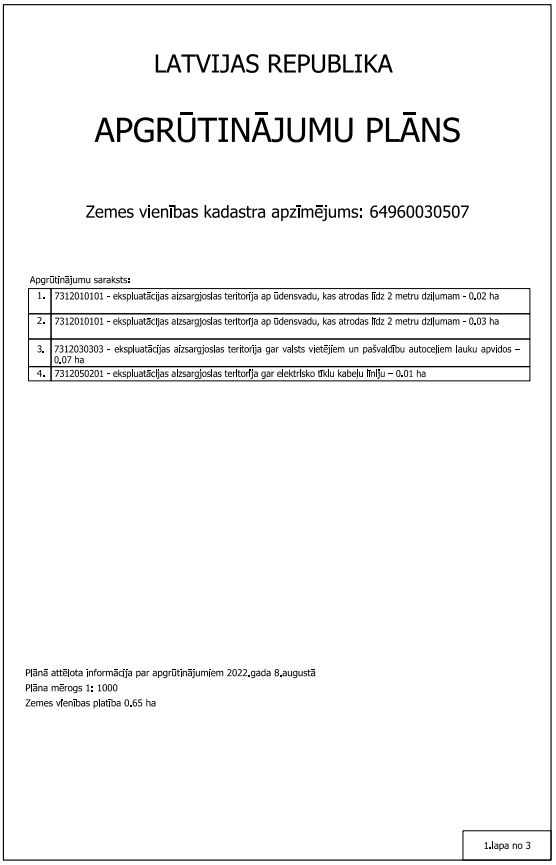 LATVIJAS REPUBLIKA
APGRŪTINĀJUMU PLĀNS
Zemes vienības kadastra apzīmējums: 64960030507
Apgrūtinājumu saraksts:
1. 7312010101 - ekspluatācijas aizsargjoslas teritorija ap ūdensvadu, kas atrodas līdz 2 metru dziļumam - 0.02 ha
2. 7312010101 - ekspluatācijas aizsargjoslas teritorija ap ūdensvadu, kas atrodas līdz 2 metru dziļumam - 0.03 ha
3. 7312030303 - ekspluatācijas aizsargjoslas teritorija gar valsts vietējiem un pašvaldību autoceļiem lauku apvidos –
0.07 ha
4. 7312050201 - ekspluatācijas aizsargjoslas teritorija gar elektrisko tīklu kabeļu līniju – 0.01 ha
Plānā attēlota informācija par apgrūtinājumiem 2022.gada 8.augustā
Plāna mērogs 1: 1000
Zemes vienības platība 0.65 ha
1.lapa no 3